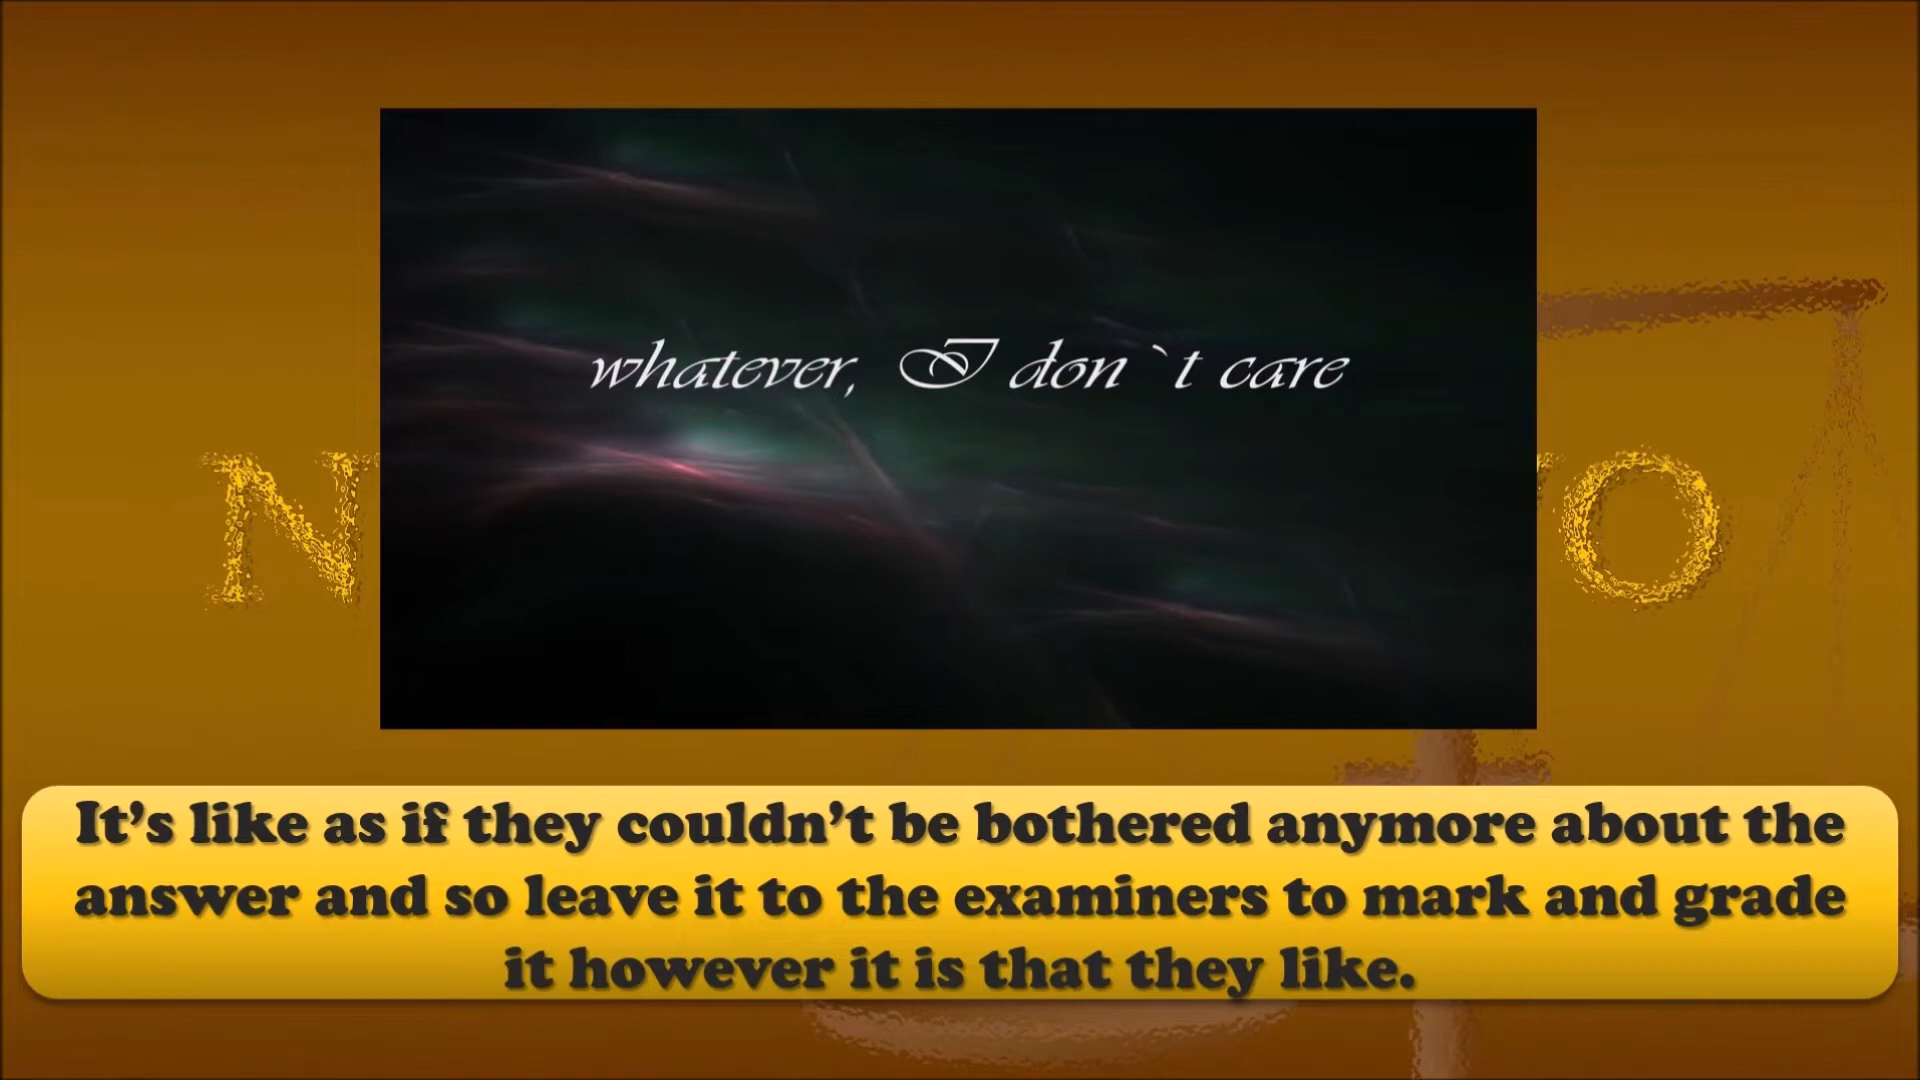 whatever, I don`t care
N
O
It’s like as if they couldn’t be bothered anymore about the
answer and so leave it to the examiners to mark and grade
it however it is that they like.